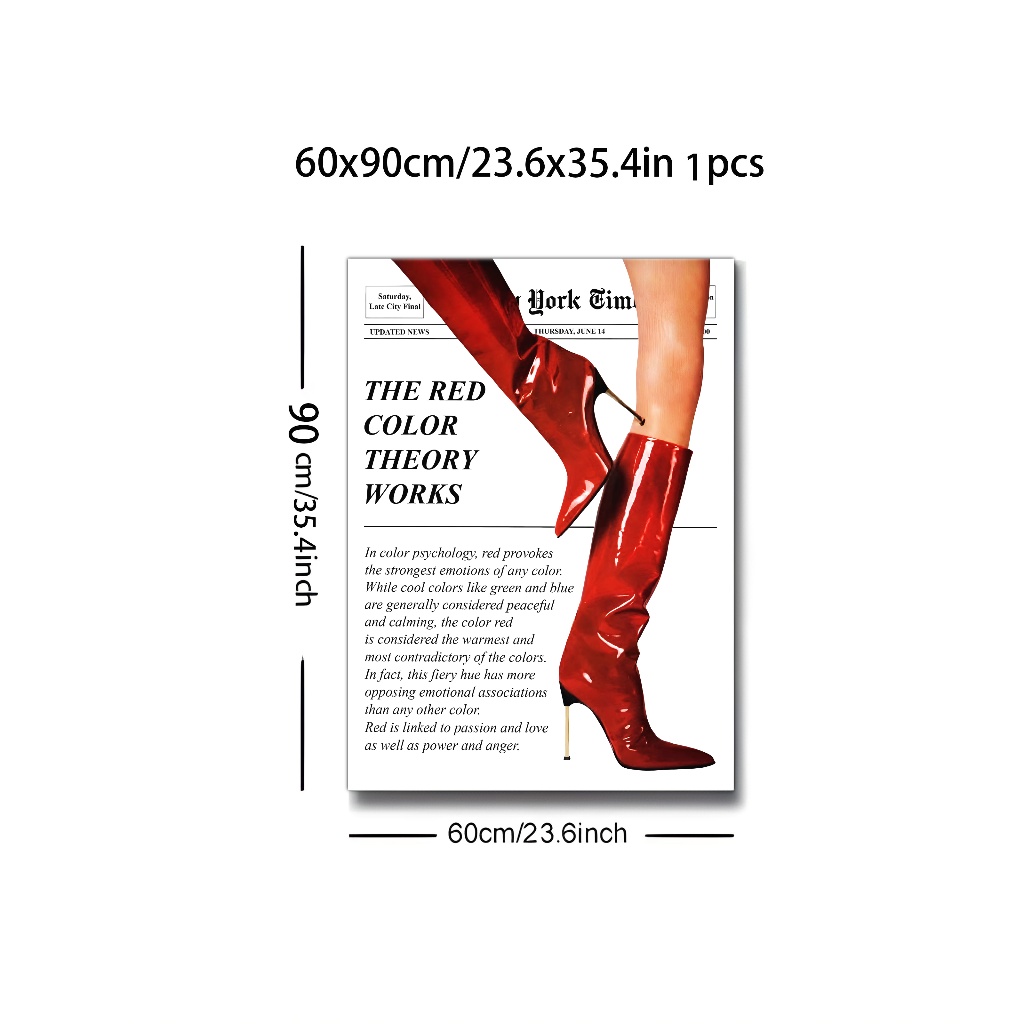 60x90cm/23.6x35.4in 1pcs
90 cm/35.4inch
Saturday,
Late City Final
York
UPDATED NEWS
THURSDAY, JUNE 14
THE RED
COLOR
THEORY
WORKS
In color psychology, red provokes
the strongest emotions of any color.
While cool colors like green and blue
are generally considered peaceful
and calming, the color red
is considered the warmest and
most contradictory of the colors.
In fact, this fiery hue has more
opposing emotional associations
than any other color.
Red is linked to passion and love
as well as power and anger.
60cm/23.6inch